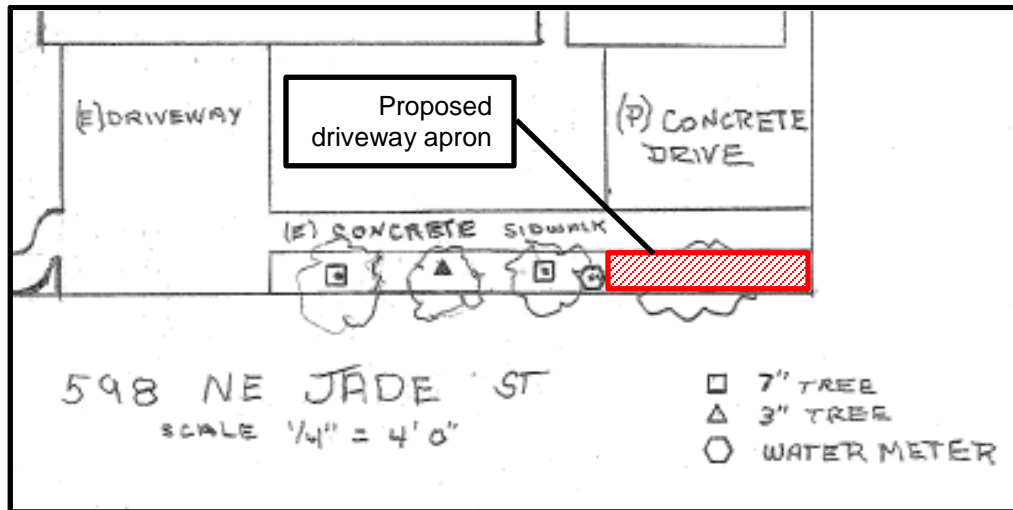 (E) DRIVEWAY
Proposed
driveway apron
(P) CONCRETE
DRIVE
(E) CONCRETE SIDWALK
598 NE JADE ST
SCALE 1/4" = 4' 0"
7" TREE
3" TREE
WATER METER